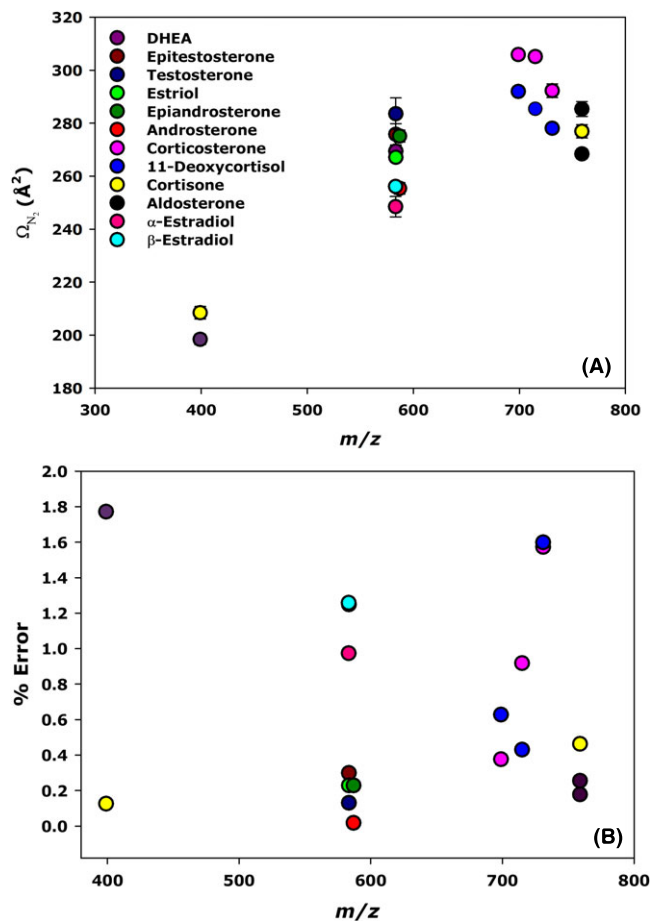 DHEA
Epitestosterone
Testosterone
Estriol
Epiandrosterone
Androsterone
Corticosterone
11-Deoxycortisol
Cortisone
Aldosterone
α-Estradiol
β-Estradiol
320
300
280
260
240
220
200
180
Ω_N₂ (Å²)
300 400 500 600 700 800
m/z
(A)
2.0
1.8
1.6
1.4
1.2
1.0
0.8
0.6
0.4
0.2
0.0
% Error
400 500 600 700 800
m/z
(B)